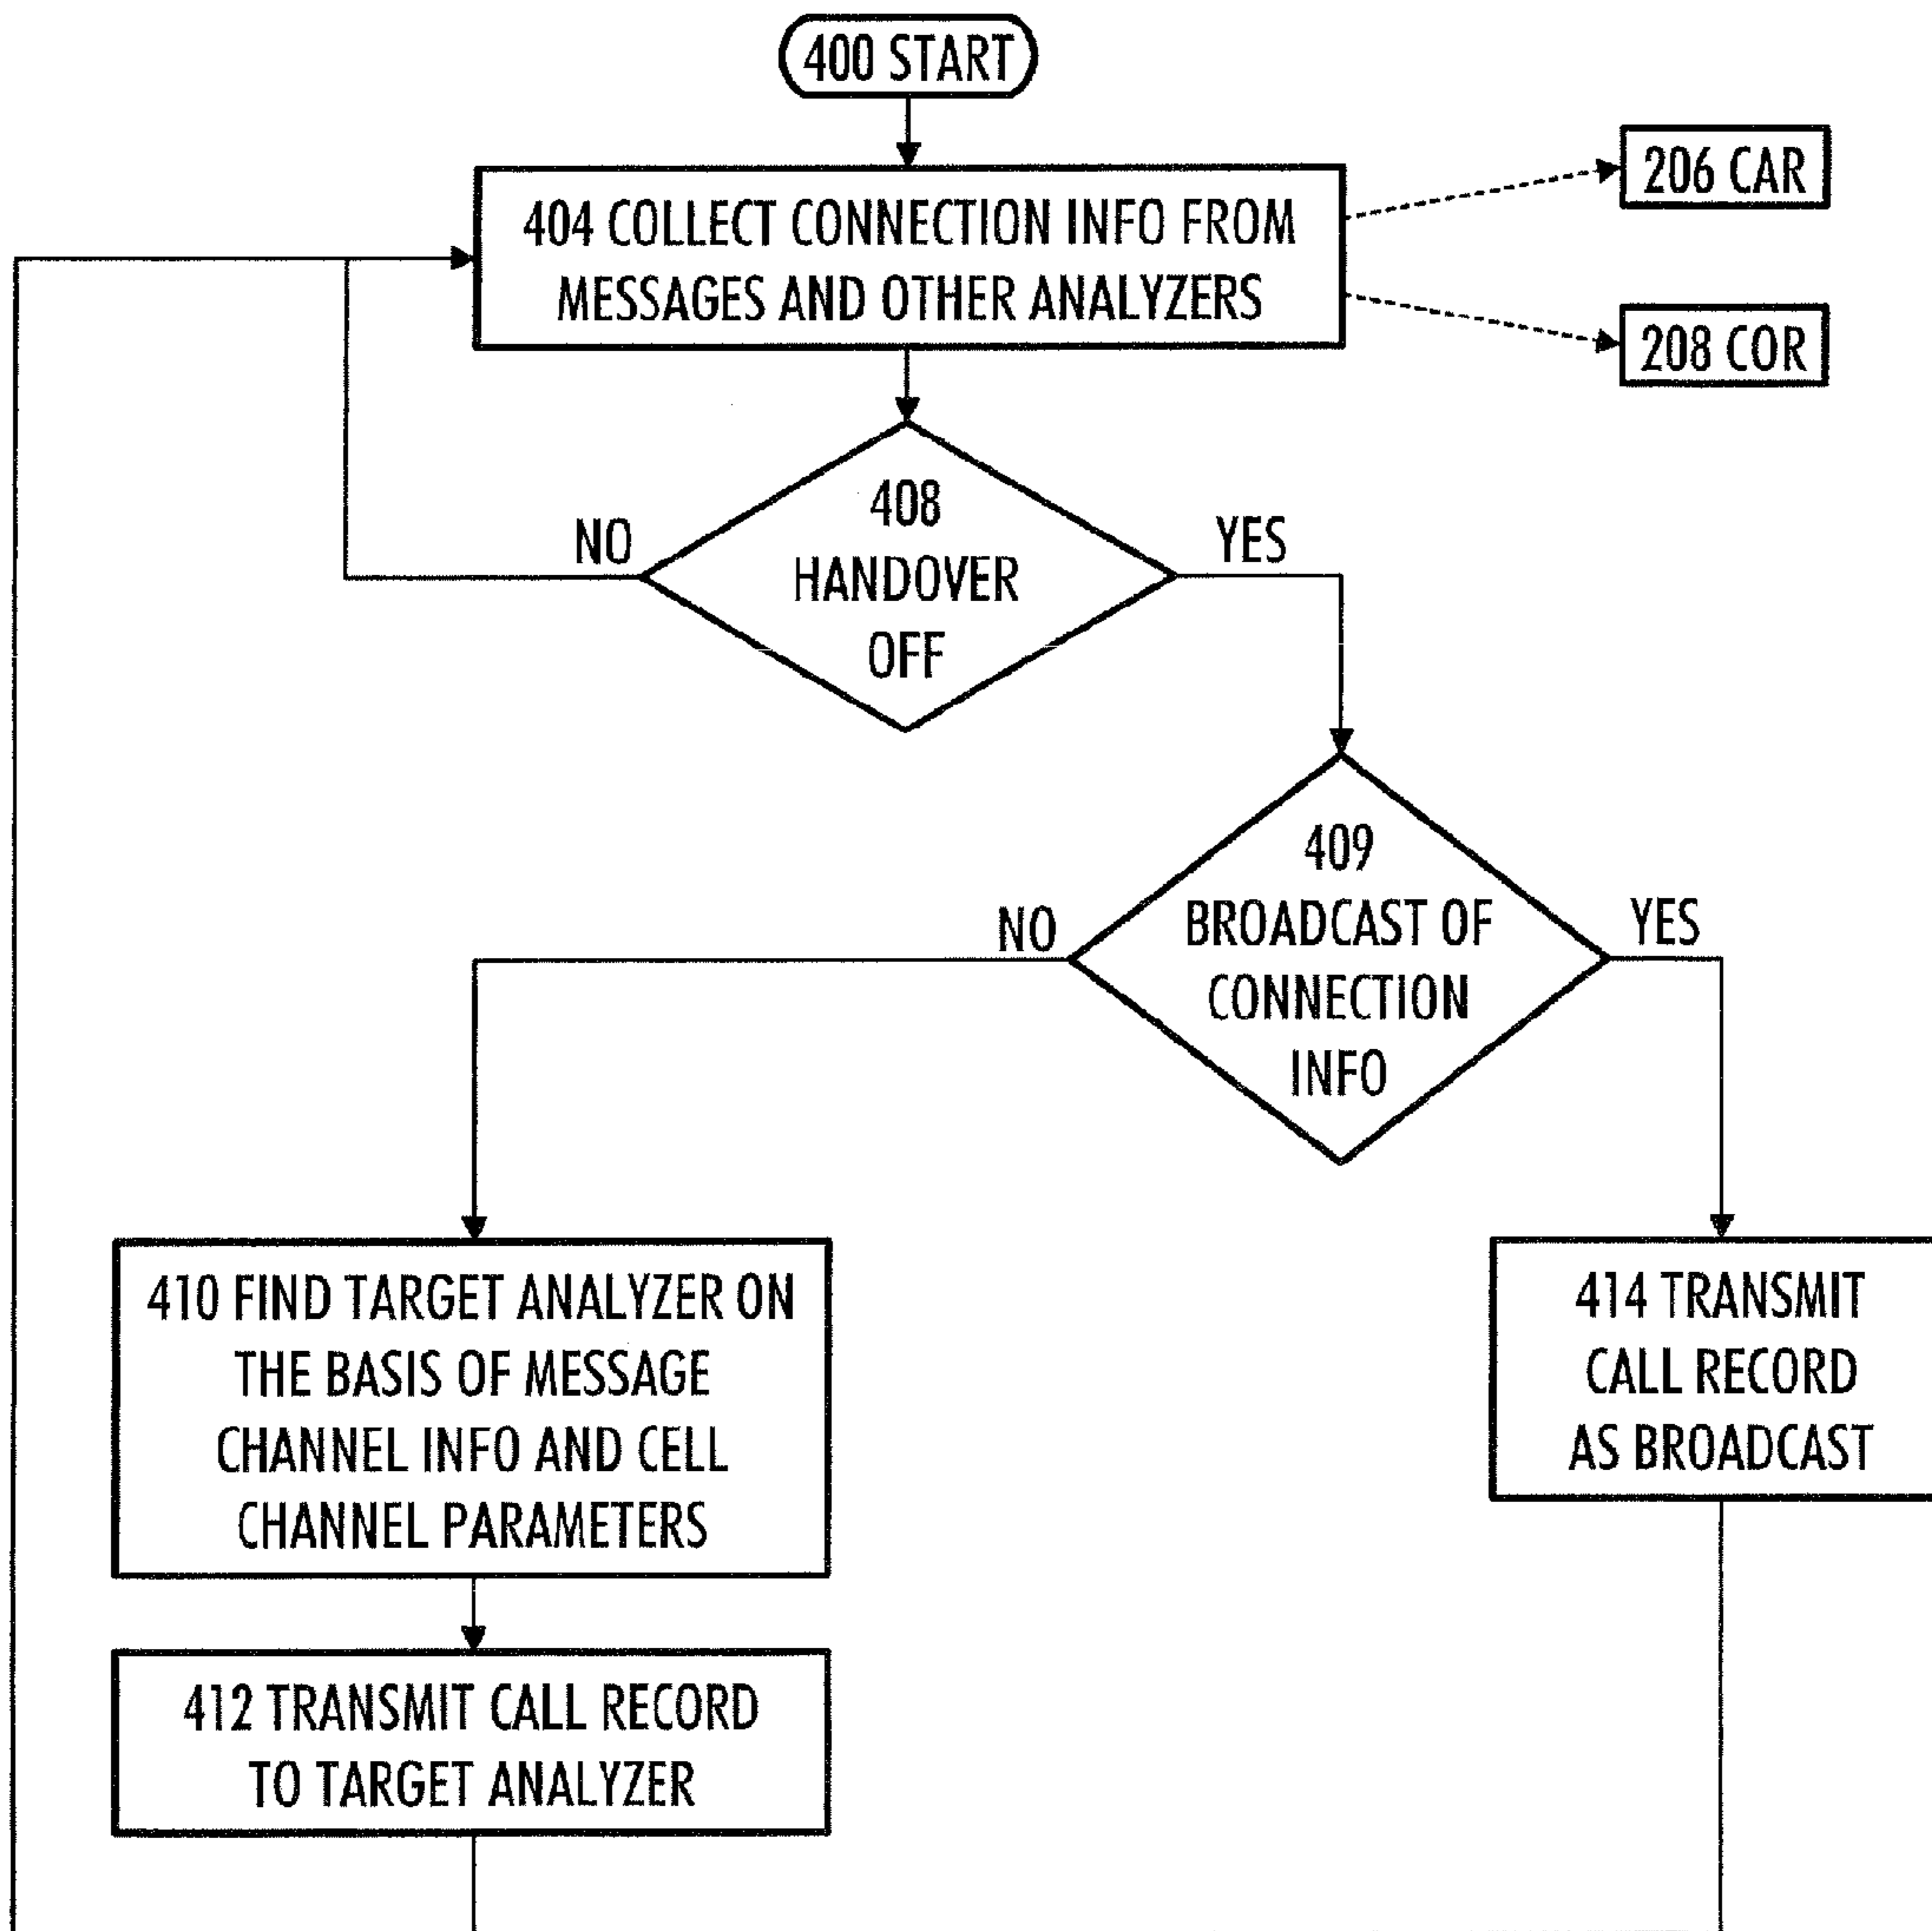 400 START
206 CAR
404 COLLECT CONNECTION INFO FROM
MESSAGES AND OTHER ANALYZERS
208 COR
408
HANDOVER
OFF
NO
YES
409
BROADCAST OF
CONNECTION
INFO
NO
YES
410 FIND TARGET ANALYZER ON
THE BASIS OF MESSAGE
CHANNEL INFO AND CELL
CHANNEL PARAMETERS
414 TRANSMIT
CALL RECORD
AS BROADCAST
412 TRANSMIT CALL RECORD
TO TARGET ANALYZER